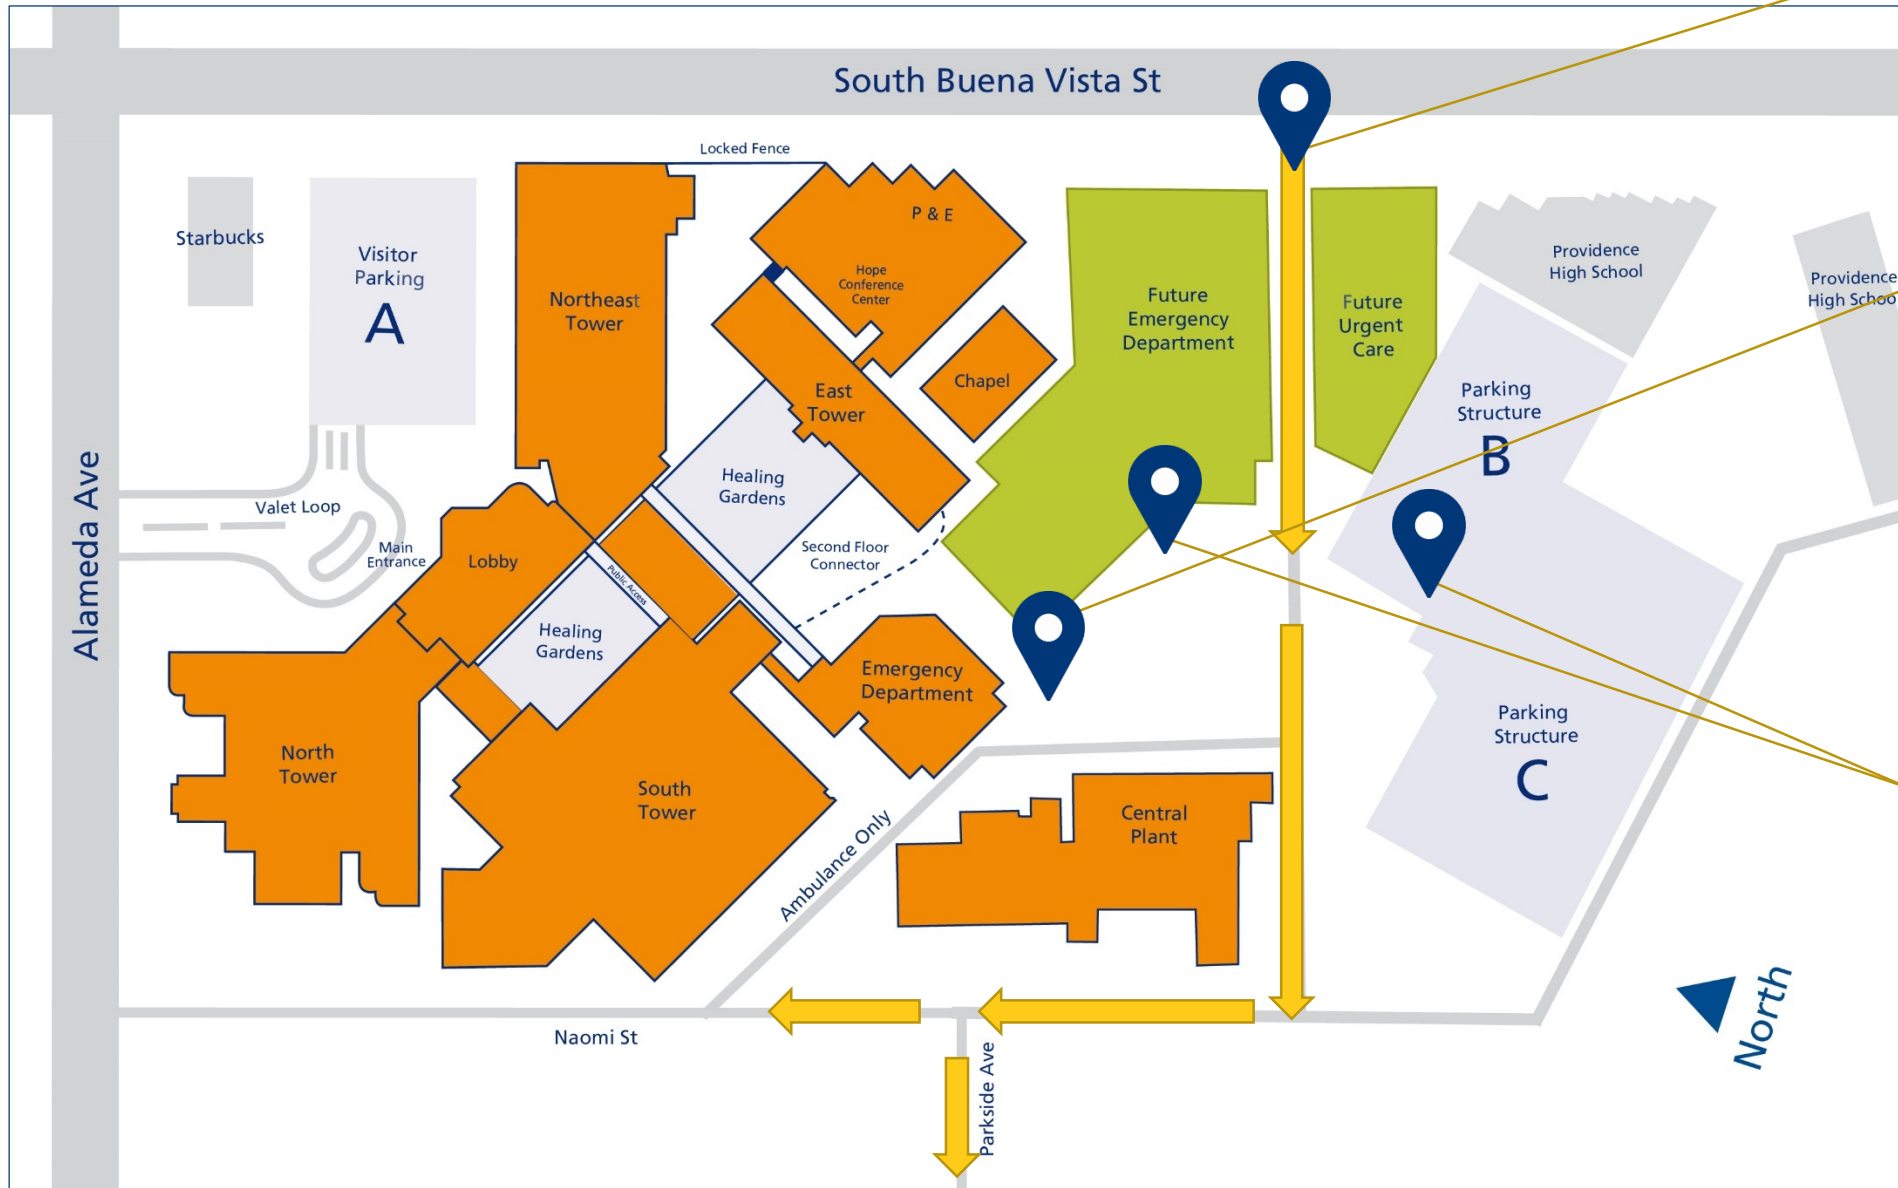 South Buena Vista St
Locked Fence
Starbucks
Visitor
Parking
A
Northeast
Tower
P & E
Hope
Conference
Center
East
Tower
Chapel
Future
Emergency
Department
Future
Urgent
Care
Providence
High School
Providence
High School
Parking
Structure
B
Alameda Ave
Valet Loop
Main
Entrance
Lobby
Healing
Gardens
Second Floor
Connector
Public Access
Healing
Gardens
Emergency
Department
North
Tower
South
Tower
Ambulance Only
Central
Plant
Parking
Structure
C
Naomi St
Parkside Ave
North